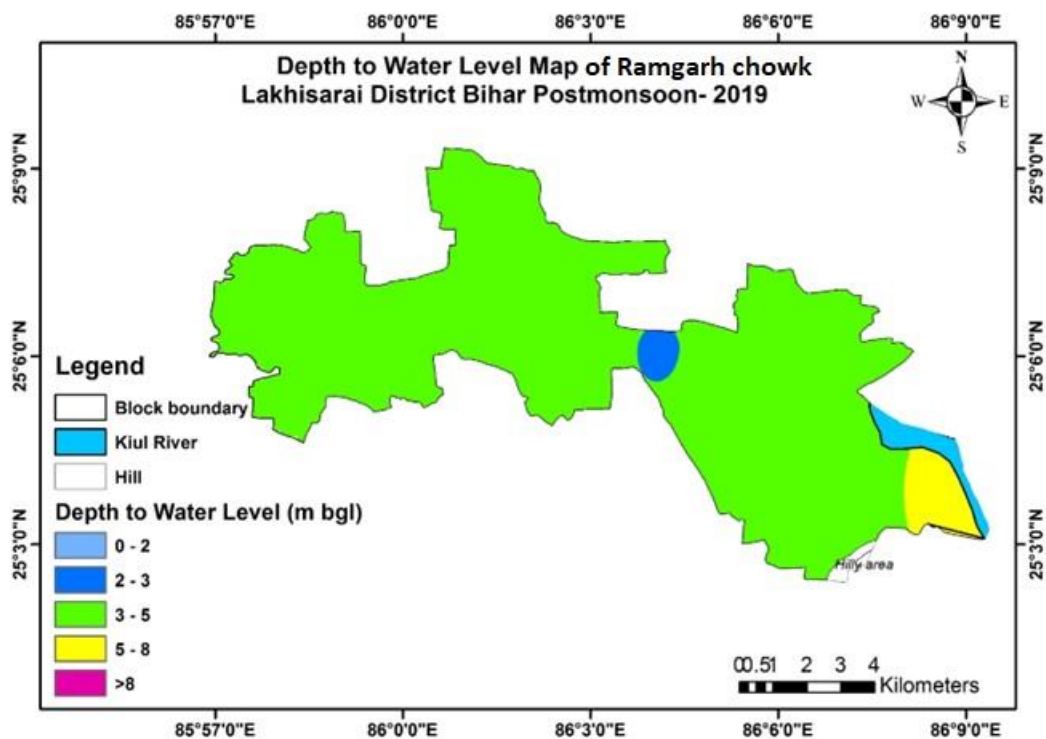 85°57'0"E 86°0'0"E 86°3'0"E 86°6'0"E 86°9'0"E
Depth to Water Level Map of Ramgarh chowk
Lakhisarai District Bihar Postmonsoon- 2019
N
W E
S
25°9'0"N 25°9'0"N
25°6'0"N 25°6'0"N
Legend
Block boundary
Kiul River
Hill
Depth to Water Level (m bgl)
0 - 2
2 - 3
3 - 5
5 - 8
>8
25°3'0"N 25°3'0"N
Hilly area
00.51 2 3 4
Kilometers
85°57'0"E 86°0'0"E 86°3'0"E 86°6'0"E 86°9'0"E